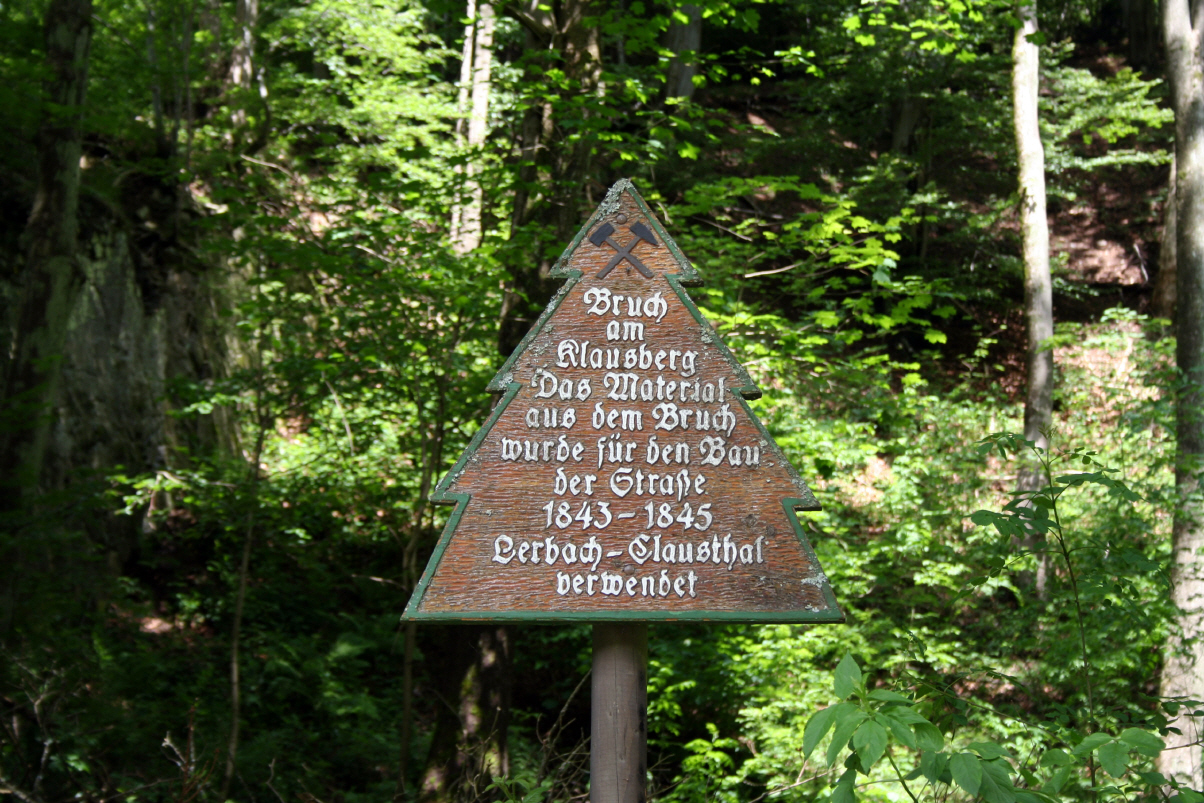 Bruch
am
Klausberg
Das Material
aus dem Bruch
wurde für den Bau
der Straße
1843-1845
Lerbach-Clausthal
verwendet